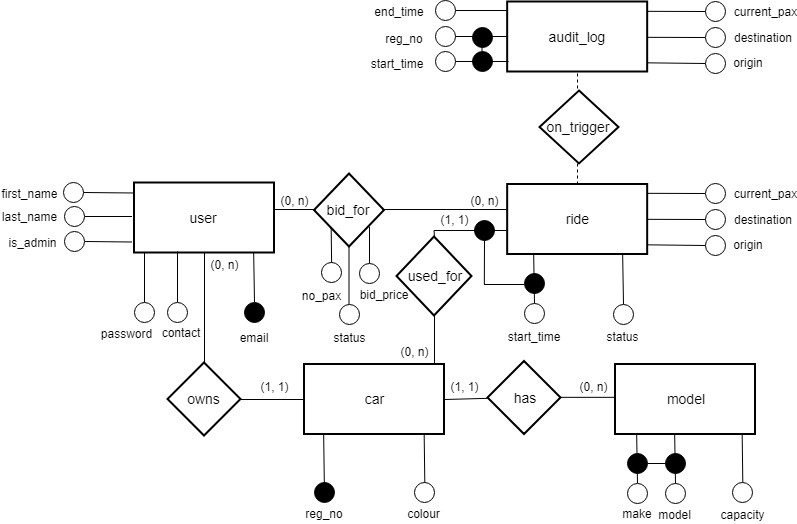 end_time
current_pax
reg_no
audit_log
destination
start_time
origin
on_trigger
first_name
current_pax
(0, n)
(0, n)
last_name
user
bid_for
ride
destination
(1, 1)
is_admin
origin
(0, n)
used_for
no_pax
bid_price
password
contact
email
status
start_time
status
(0, n)
(1, 1)
(1, 1)
(0, n)
owns
car
has
model
reg_no
colour
make
model
capacity